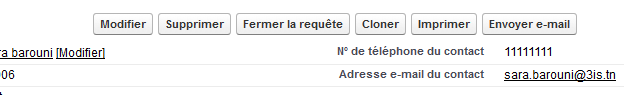 Modifier Supprimer Fermer la requête Cloner Imprimer Envoyer e-mail
ra barouni [Modifier] N° de téléphone du contact 11111111
006 Adresse e-mail du contact sara.barouni@3is.tn